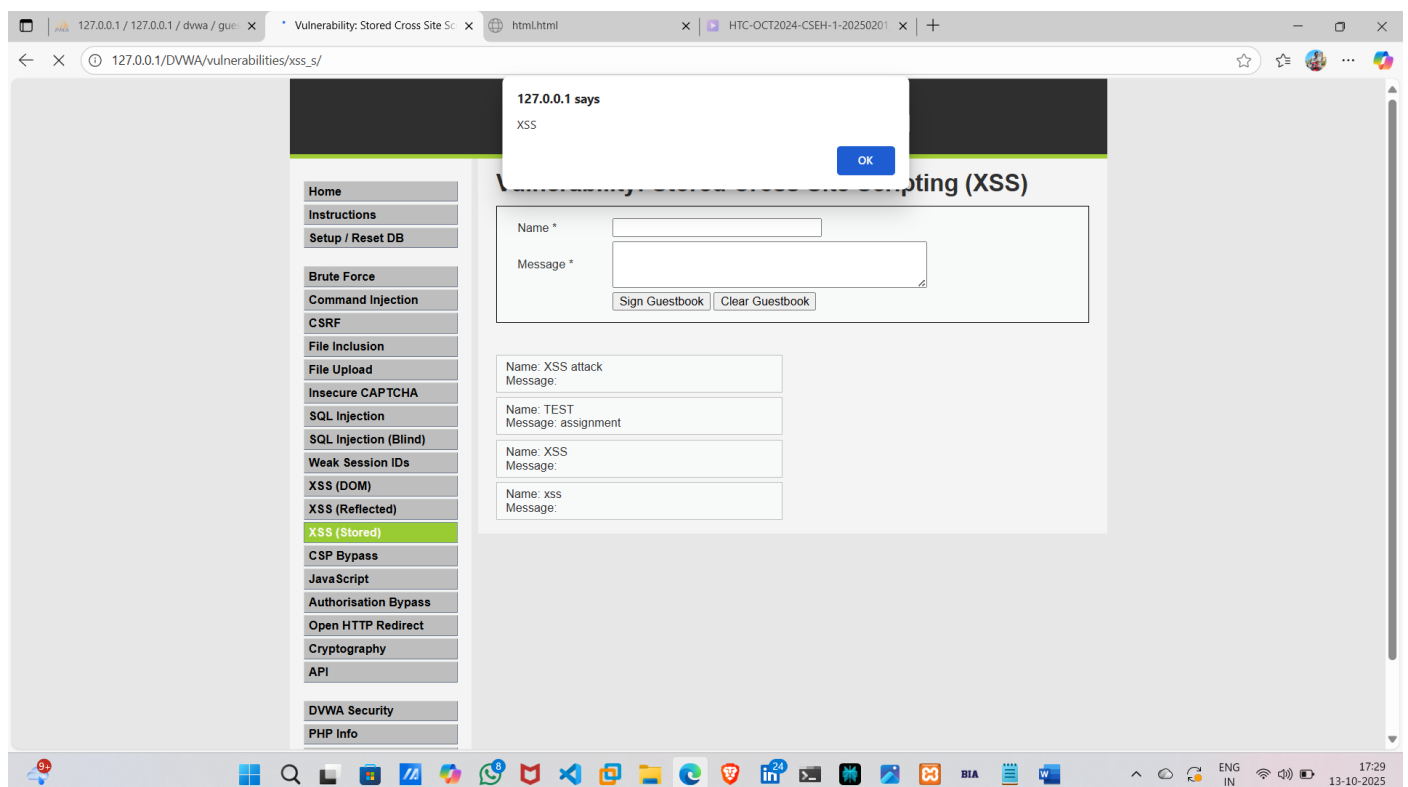 127.0.0.1 / 127.0.0.1 / dvwa / gue
Vulnerability: Stored Cross Site Sc
html.html
HTC-OCT2024-CSEH-1-20250201
127.0.0.1/DVWA/vulnerabilities/xss_s/
127.0.0.1 says
XSS
OK
pting (XSS)
Home
Instructions
Setup / Reset DB
Brute Force
Command Injection
CSRF
File Inclusion
File Upload
Insecure CAPTCHA
SQL Injection
SQL Injection (Blind)
Weak Session IDs
XSS (DOM)
XSS (Reflected)
XSS (Stored)
CSP Bypass
JavaScript
Authorisation Bypass
Open HTTP Redirect
Cryptography
API
DVWA Security
PHP Info
Name *
Message *
Sign Guestbook Clear Guestbook
Name: XSS attack
Message:
Name: TEST
Message: assignment
Name: XSS
Message:
Name: xss
Message:
9+
8
24
BIA
ENG
IN
17:29
13-10-2025